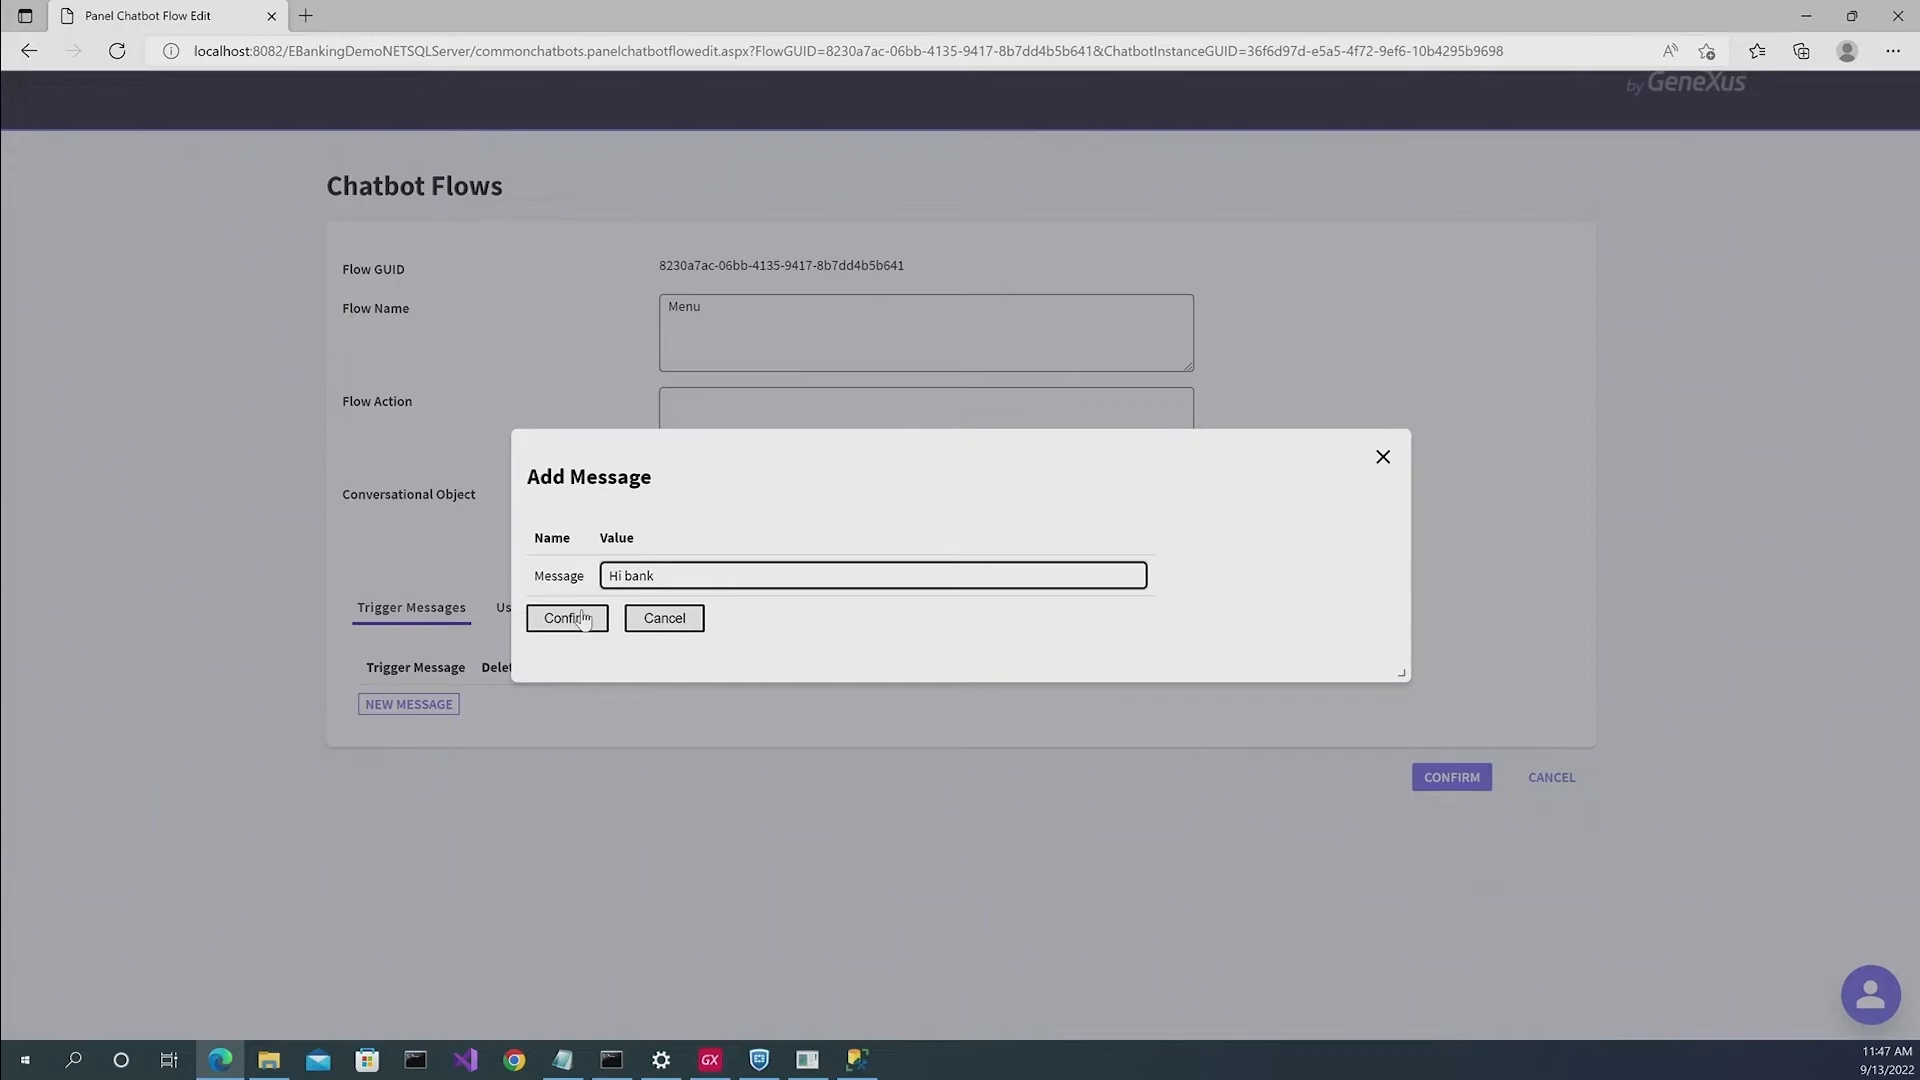 Panel Chatbot Flow Edit
localhost:8082/EBankingDemoNETSQLServer/commonchatbots.panelchatbotflowedit.aspx?FlowGUID=8230a7ac-06bb-4135-9417-8b7dd4b5b641&ChatbotInstanceGUID=36f6d97d-e5a5-4f72-9ef6-10b4295b9698
by GeneXus
Chatbot Flows
Flow GUID 8230a7ac-06bb-4135-9417-8b7dd4b5b641
Flow Name Menu
Flow Action
Conversational Object
Add Message
Name Value
Message Hi bank
Confirm Cancel
Trigger Messages Us
Trigger Message Delet
NEW MESSAGE
CONFIRM CANCEL
GX
11:47 AM
9/13/2022